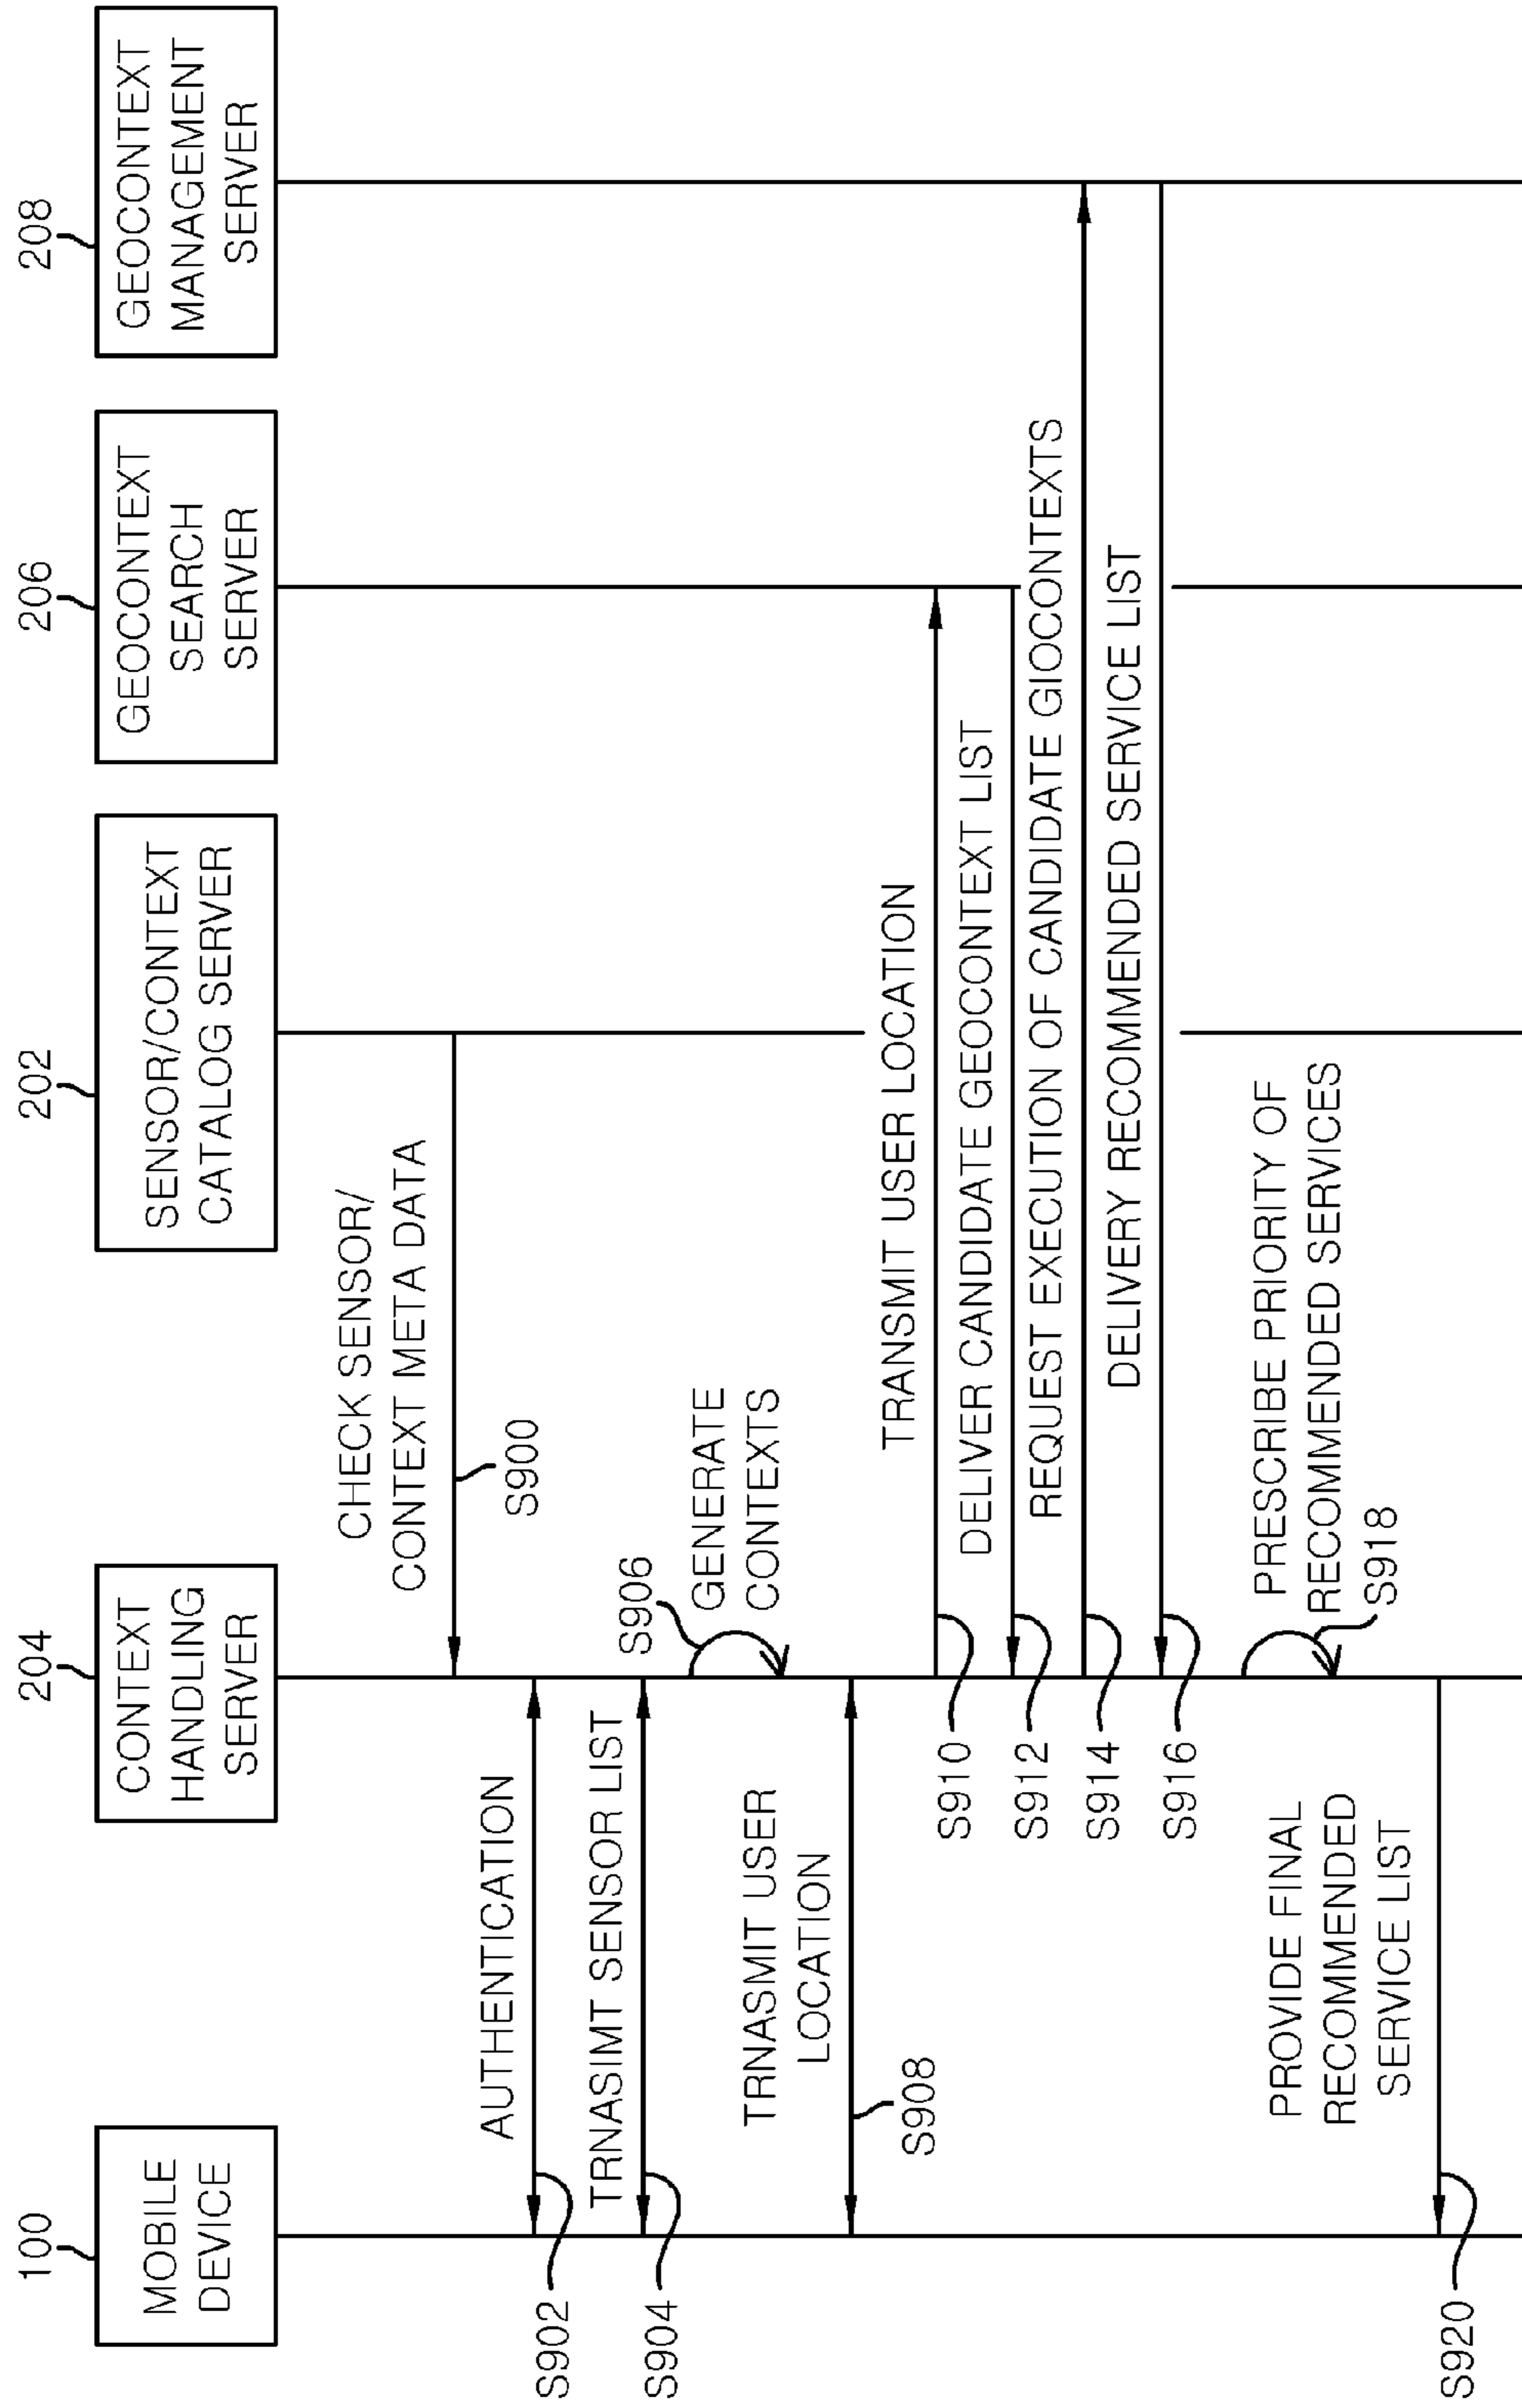 100
MOBILE
DEVICE
204
CONTEXT
HANDLING
SERVER
202
SENSOR/CONTEXT
CATALOG SERVER
206
GEOCONTEXT
SEARCH
SERVER
208
GEOCONTEXT
MANAGEMENT
SERVER
CHECK SENSOR/
CONTEXT META DATA
S900
AUTHENTICATION
S902
TRNASIMT SENSOR LIST
S904
S906
GENERATE
CONTEXTS
TRNASMIT USER
LOCATION
S908
TRANSMIT USER LOCATION
S910
DELIVER CANDIDATE GEOCONTEXT LIST
S912
REQUEST EXECUTION OF CANDIDATE GIOCONTEXTS
S914
DELIVERY RECOMMENDED SERVICE LIST
S916
PRESCRIBE PRIORITY OF
RECOMMENDED SERVICES
S918
PROVIDE FINAL
RECOMMENDED
SERVICE LIST
S920